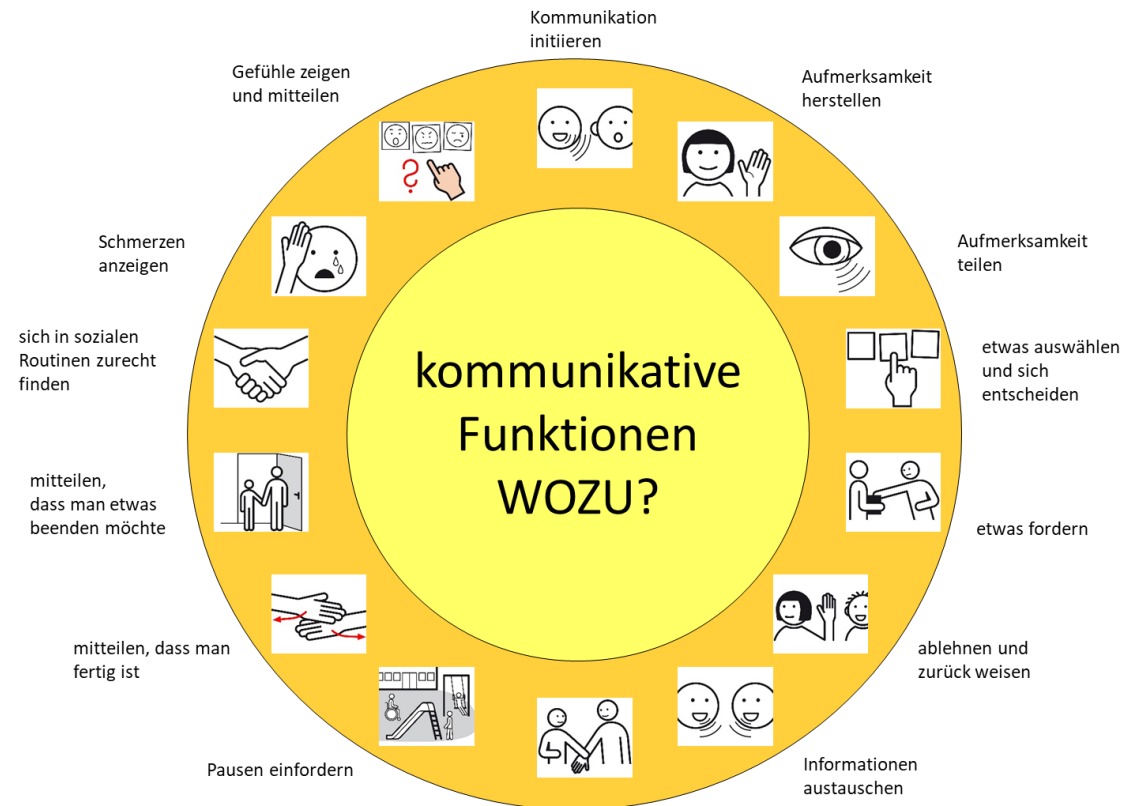 Kommunikation
initiieren
Gefühle zeigen
und mitteilen
Aufmerksamkeit
herstellen
Schmerzen
anzeigen
Aufmerksamkeit
teilen
sich in sozialen
Routinen zurecht
finden
etwas auswählen
und sich
entscheiden
kommunikative
Funktionen
WOZU?
mitteilen,
dass man etwas
beenden möchte
etwas fordern
mitteilen, dass man
fertig ist
ablehnen und
zurück weisen
Pausen einfordern
Informationen
austauschen
?